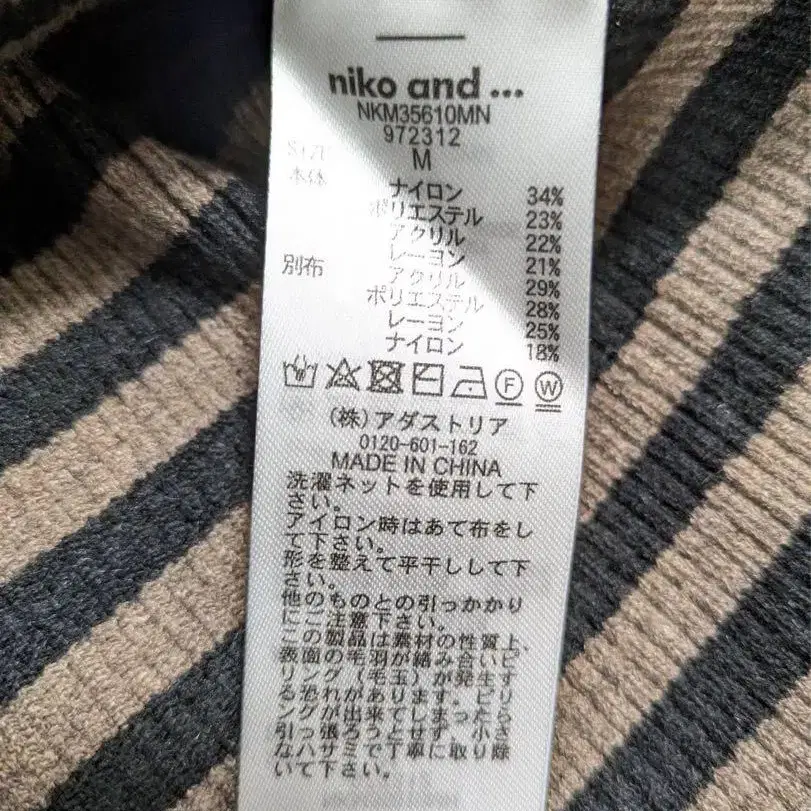 niko and ...
NKM35610MN
972312
Size M
本体 ナイロン 34%
ポリエステル 23%
アクリル 22%
レーヨン 21%
別布 アクリル 29%
ポリエステル 28%
レーヨン 25%
ナイロン 18%
F W
(株)アダストリア
0120-601-162
MADE IN CHINA
洗濯ネットを使用して下
さい。
アイロン時はあて布をし
て下さい。
形を整えて平干しして下
さい。
他のものとの引っかかり
にご注意下さい。
この製品は素材の性質上、
表面の毛羽が絡み合いピ
リング(毛玉)が発生す
る恐れがあります。ピリ
ングが出来てしまったら
引っ張ろうとせず、小さ
なハサミで丁寧に取り除
いて下さい。